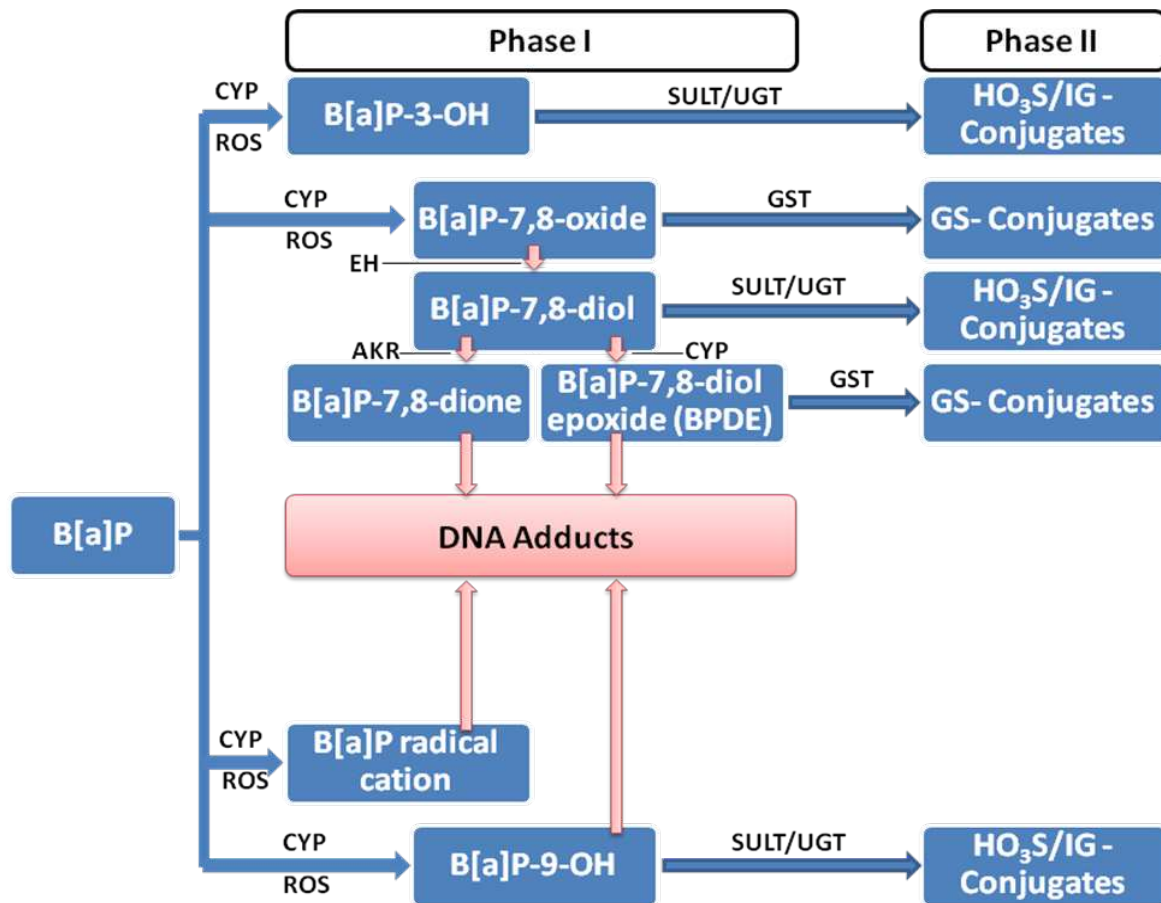 Phase I
Phase II
CYP
ROS
B[a]P-3-OH
SULT/UGT
HO₃S/IG -
Conjugates
CYP
ROS
B[a]P-7,8-oxide
GST
GS- Conjugates
EH
B[a]P-7,8-diol
SULT/UGT
HO₃S/IG -
Conjugates
AKR
CYP
B[a]P-7,8-dione
B[a]P-7,8-diol
epoxide (BPDE)
GST
GS- Conjugates
B[a]P
DNA Adducts
CYP
ROS
B[a]P radical
cation
CYP
ROS
B[a]P-9-OH
SULT/UGT
HO₃S/IG -
Conjugates